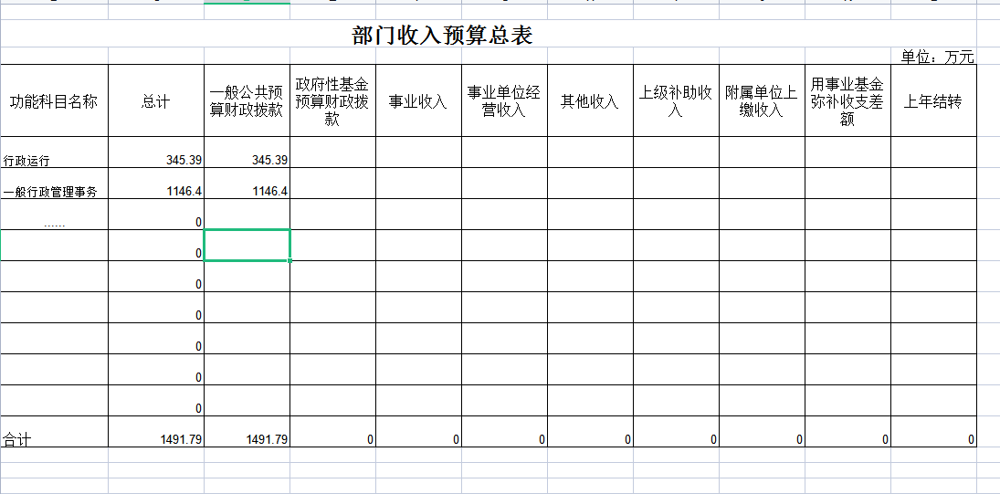 部门收入预算总表
单位：万元
功能科目名称 总计 一般公共预算财政拨款 政府性基金预算财政拨款 事业收入 事业单位经营收入 其他收入 上级补助收入 附属单位上缴收入 用事业基金弥补收支差额 上年结转
行政运行 345.39 345.39
一般行政管理事务 1146.4 1146.4
...... 0
0
0
0
0
0
0
合计 1491.79 1491.79 0 0 0 0 0 0 0 0